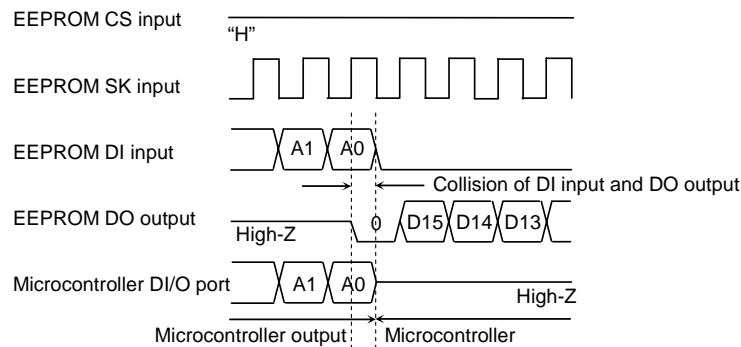 EEPROM CS input
“H”
EEPROM SK input
EEPROM DI input
A1
A0
Collision of DI input and DO output
EEPROM DO output
High-Z
0
D15
D14
D13
Microcontroller DI/O port
A1
A0
High-Z
Microcontroller output
Microcontroller